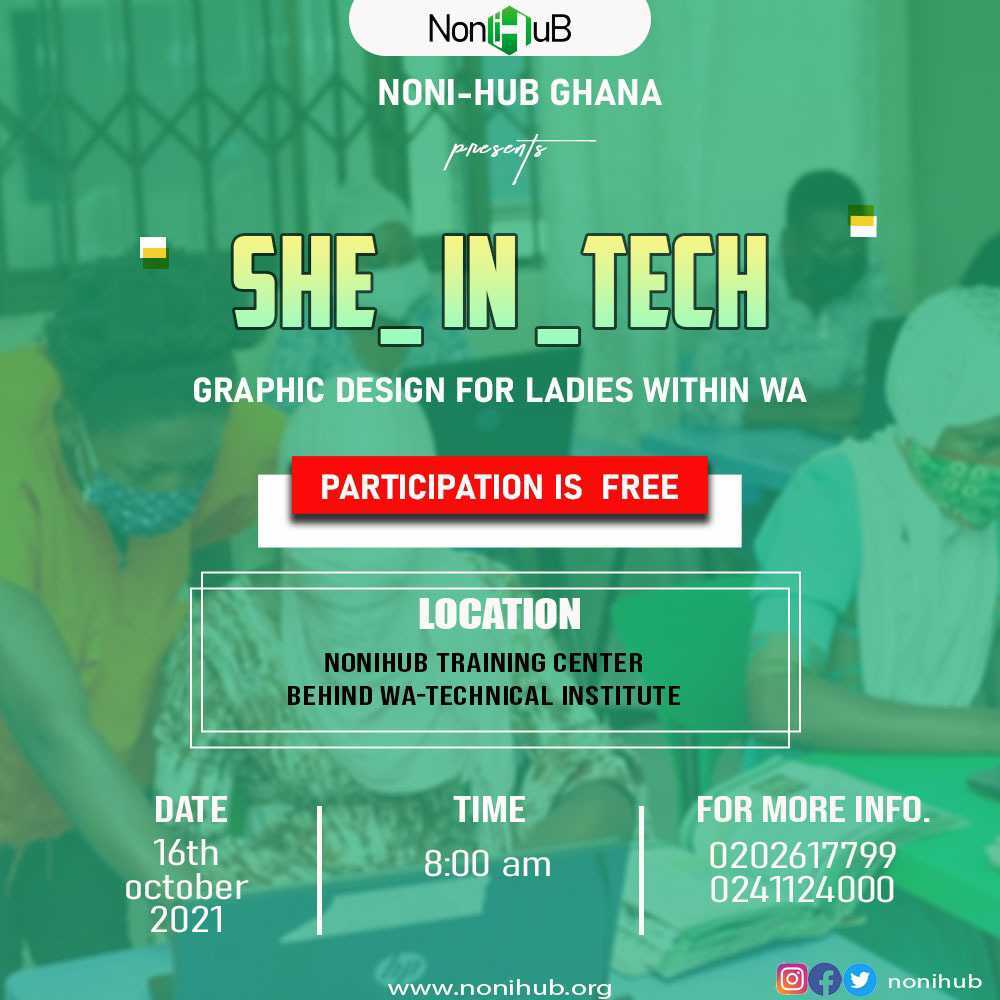 NoniHuB
NONI-HUB GHANA
presents
SHE_ IN _TECH
GRAPHIC DESIGN FOR LADIES WITHIN WA
PARTICIPATION IS FREE
LOCATION
NONIHUB TRAINING CENTER
BEHIND WA-TECHNICAL INSTITUTE
DATE
16th
october
2021
TIME
8:00 am
FOR MORE INFO.
0202617799
0241124000
hp
www.nonihub.org
nonihub